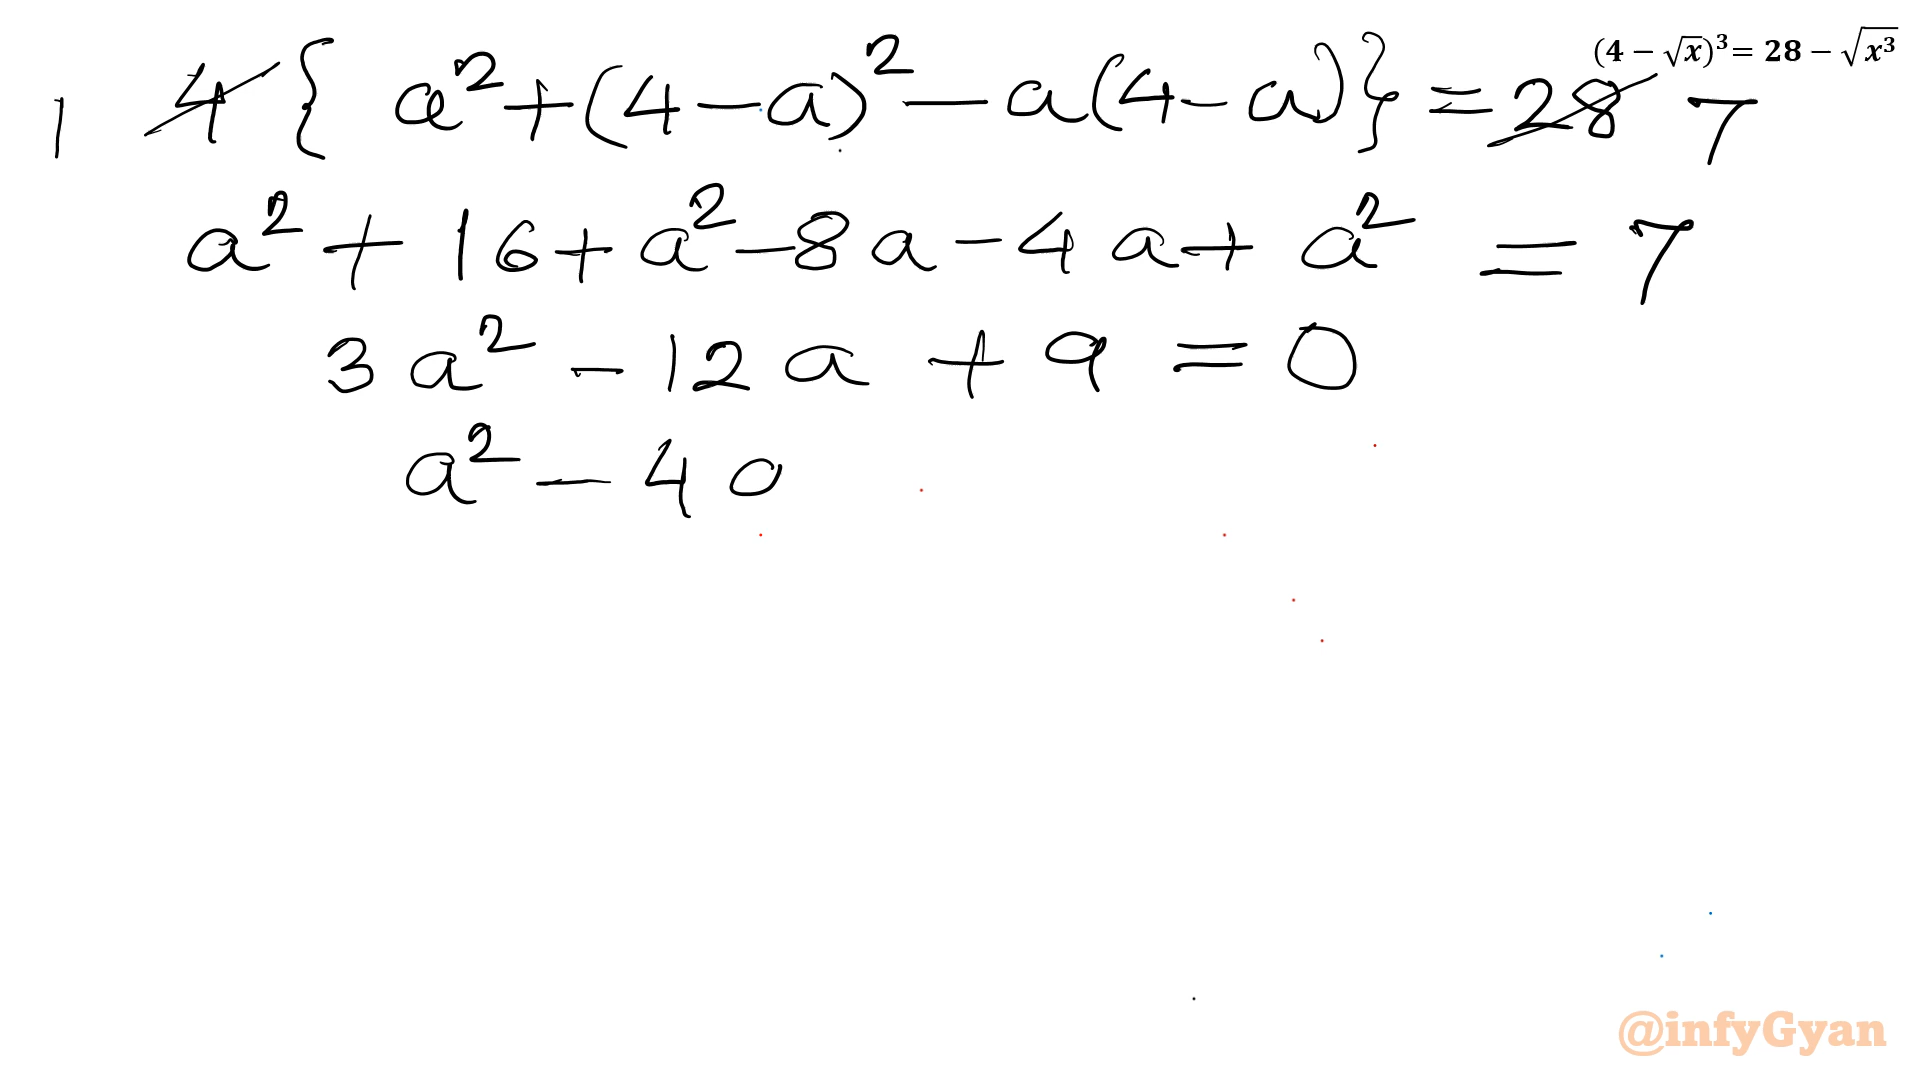 (4 − √x)³= 28 − √x³
1 4 { a² + (4 − a)² − a(4 − a) } = 28 7
a² + 16 + a² − 8a − 4a + a² = 7
3a² − 12a + 9 = 0
a² − 4a
@infyGyan